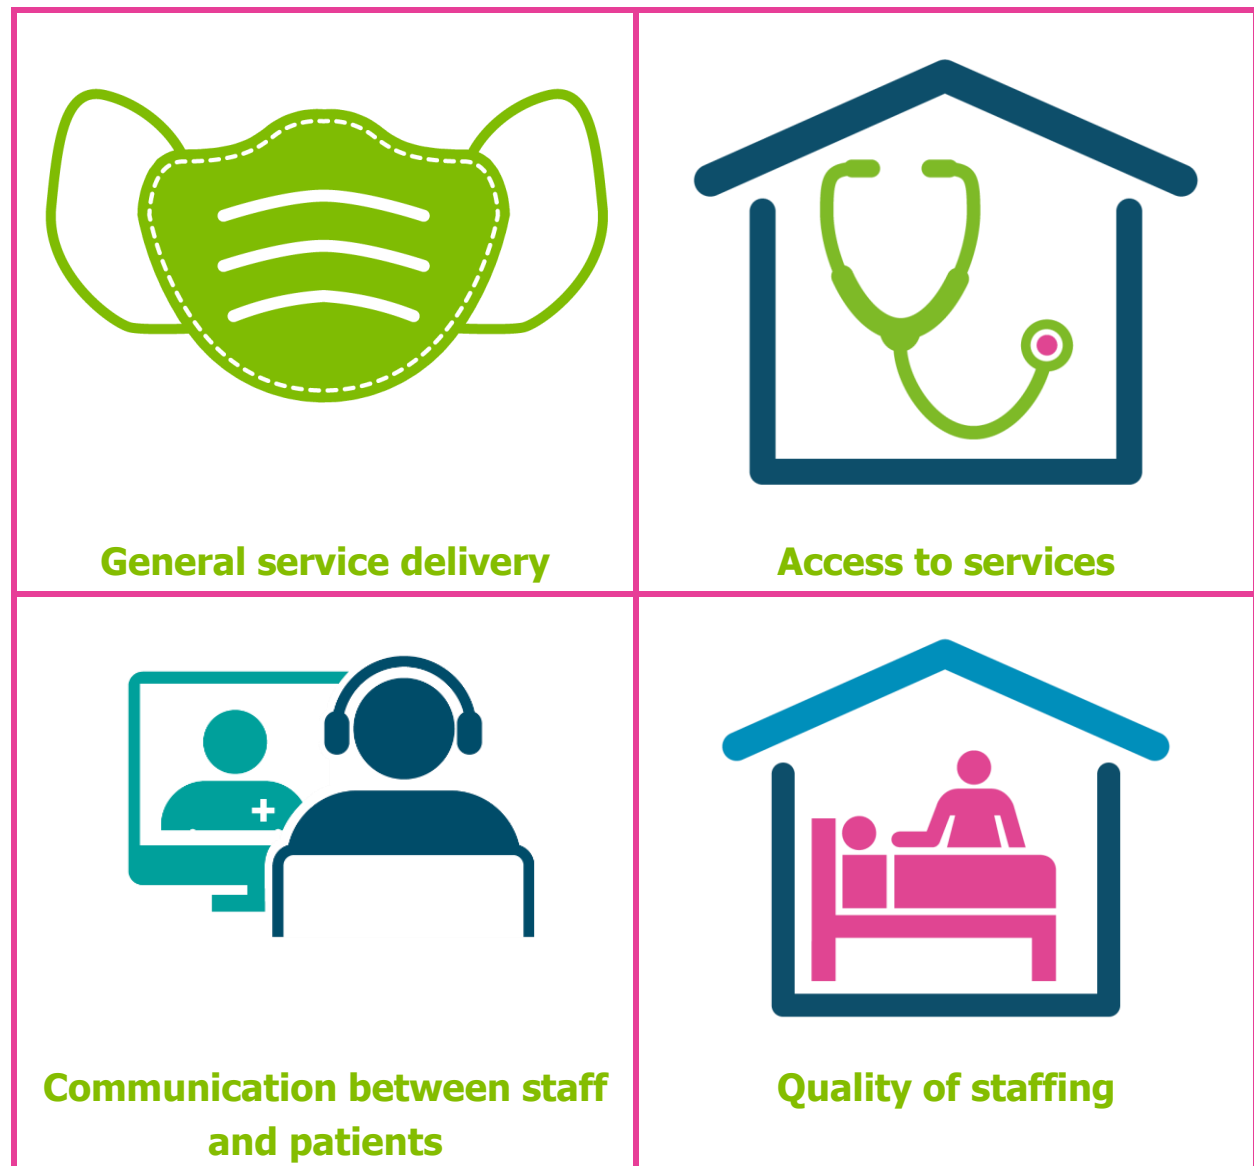 General service delivery
Access to services
Communication between staff
and patients
Quality of staffing